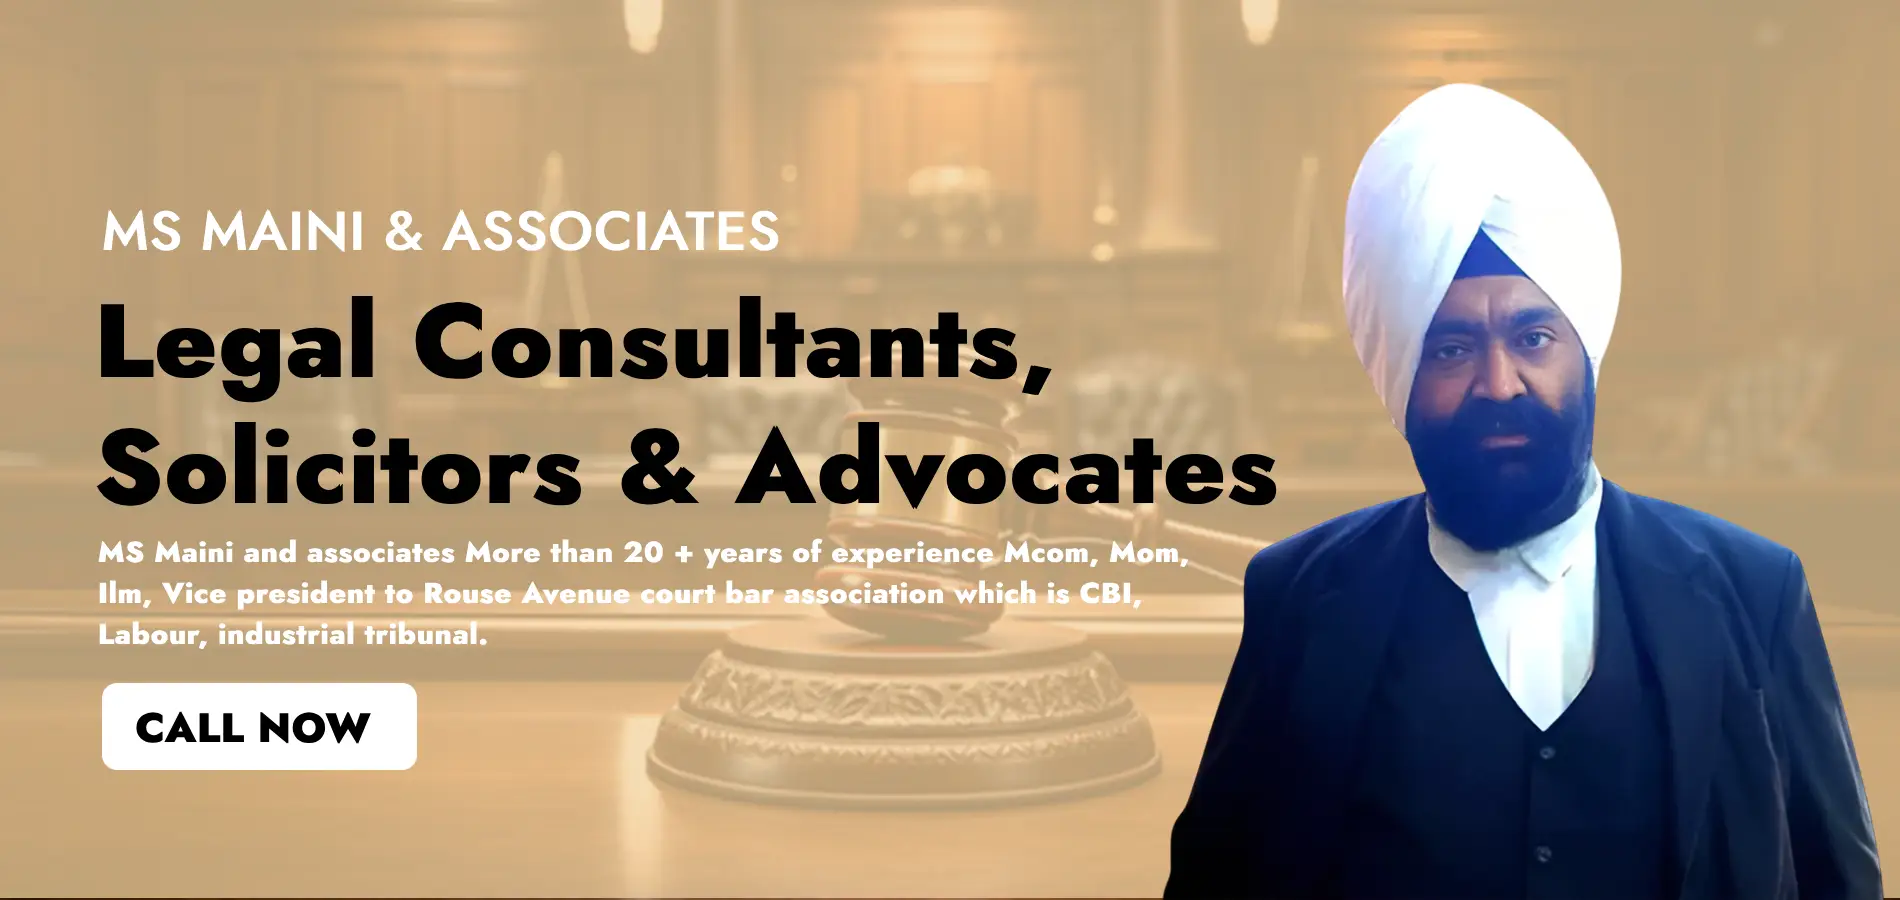 MS MAINI & ASSOCIATES
Legal Consultants,
Solicitors & Advocates
MS Maini and associates More than 20 + years of experience Mcom, Mom,
Ilm, Vice president to Rouse Avenue court bar association which is CBI,
Labour, industrial tribunal.
CALL NOW